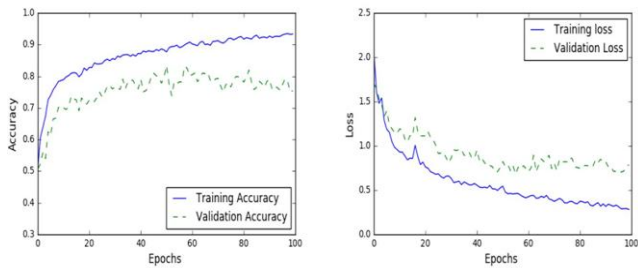 1.0
0.9
0.8
0.7
0.6
0.5
0.4
0.3
Accuracy
0 20 40 60 80 100
Epochs
Training Accuracy
Validation Accuracy
2.5
2.0
1.5
1.0
0.5
0.0
Loss
0 20 40 60 80 100
Epochs
Training loss
Validation Loss